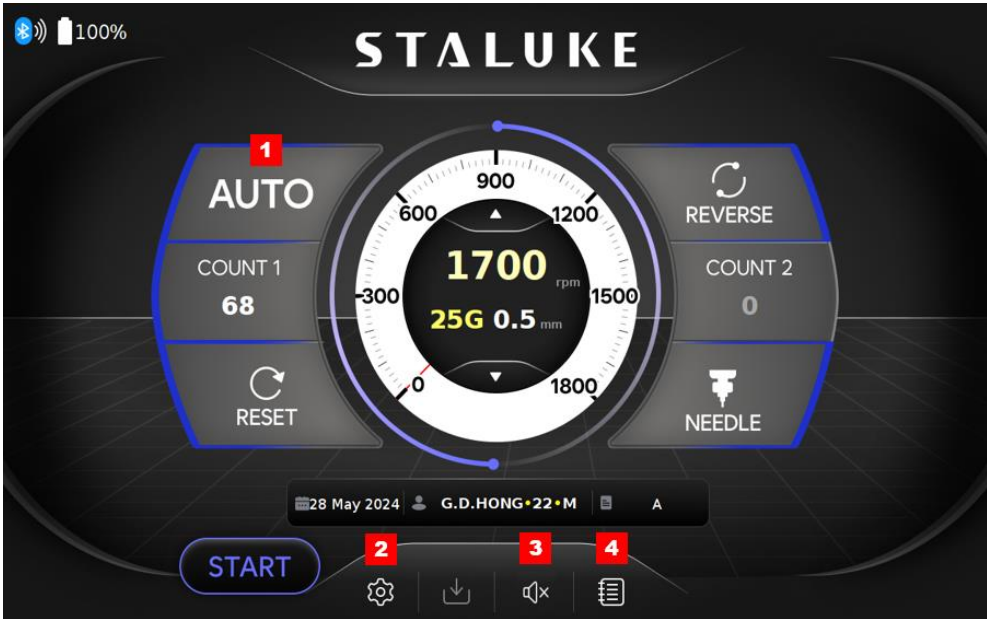 100%
STALUKE
1
AUTO
REVERSE
COUNT 1
68
COUNT 2
0
RESET
NEEDLE
0
300
600
900
1200
1500
1800
1700 rpm
25G 0.5 mm
28 May 2024 G.D.HONG•22•M A
START
2
3
4